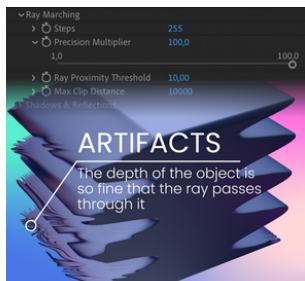 Ray Marching
Steps 255
Precision Multiplier 100,0
1,0 100,0
Ray Proximity Threshold 10,00
Max Clip Distance 10000
Shadows & Reflections
ARTIFACTS
The depth of the object is
so fine that the ray passes
through it